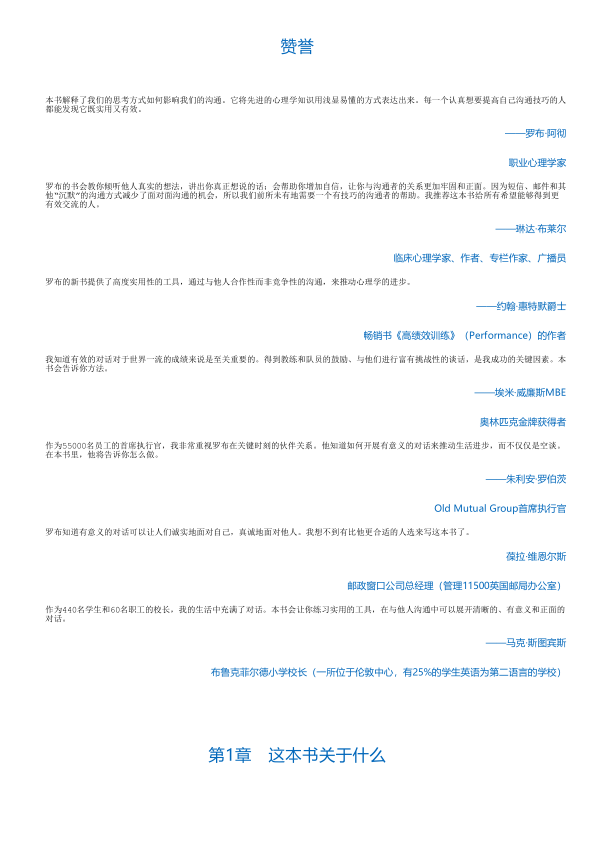 赞誉
本书解释了我们的思考方式如何影响我们的沟通。它将先进的心理学知识用浅显易懂的方式表达出来。每一个认真想要提高自己沟通技巧的人
都能发现它既实用又有效。
——罗布·阿彻
职业心理学家
罗布的书会教你倾听他人真实的想法，讲出你真正想说的话；会帮助你增加自信，让你与沟通者的关系更加牢固和正面。因为短信、邮件和其
他“沉默”的沟通方式减少了面对面沟通的机会，所以我们前所未有地需要一个有技巧的沟通者的帮助。我推荐这本书给所有希望能够得到更
有效交流的人。
——琳达·布莱尔
临床心理学家、作者、专栏作家、广播员
罗布的新书提供了高度实用性的工具，通过与他人合作性而非竞争性的沟通，来推动心理学的进步。
——约翰·惠特默爵士
畅销书《高绩效训练》（Performance）的作者
我知道有效的对话对于世界一流的成绩来说是至关重要的。得到教练和队员的鼓励、与他们进行富有挑战性的谈话，是我成功的关键因素。本
书会告诉你方法。
——埃米·威廉斯MBE
奥林匹克金牌获得者
作为55000名员工的首席执行官，我非常重视罗布在关键时刻的伙伴关系。他知道如何开展有意义的对话来推动生活进步，而不仅仅是空谈。
在本书里，他将告诉你怎么做。
——朱利安·罗伯茨
Old Mutual Group首席执行官
罗布知道有意义的对话可以让人们诚实地面对自己，真诚地面对他人。我想不到有比他更合适的人选来写这本书了。
葆拉·维恩尔斯
邮政窗口公司总经理（管理11500英国邮局办公室）
作为440名学生和60名职工的校长，我的生活中充满了对话。本书会让你练习实用的工具，在与他人沟通中可以展开清晰的、有意义和正面的
对话。
——马克·斯图宾斯
布鲁克菲尔德小学校长（一所位于伦敦中心，有25%的学生英语为第二语言的学校）
第1章　这本书关于什么